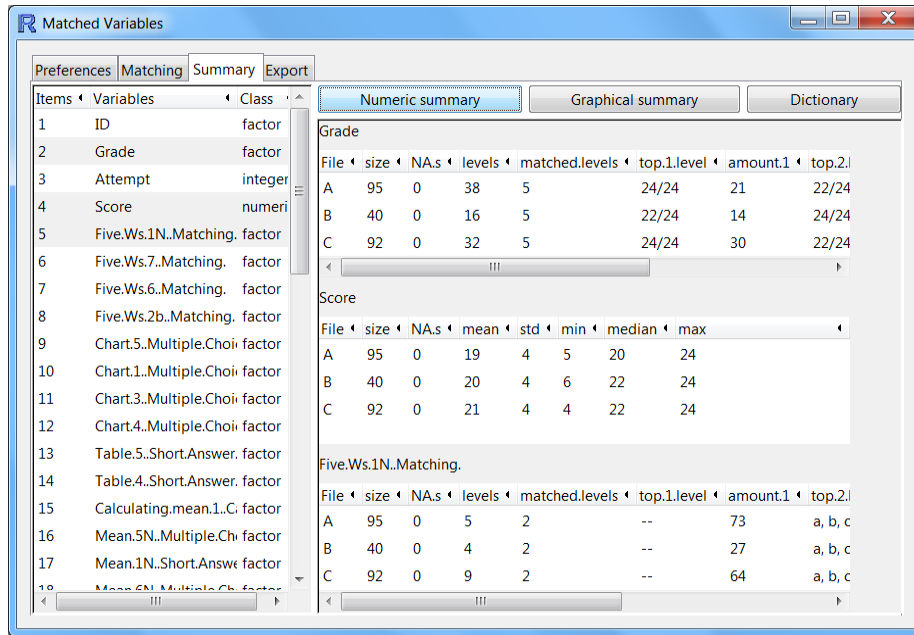 Matched Variables
Preferences Matching Summary Export
Items Variables Class
1 ID factor
2 Grade factor
3 Attempt integer
4 Score numeri
5 Five.Ws.1N..Matching. factor
6 Five.Ws.7..Matching. factor
7 Five.Ws.6..Matching. factor
8 Five.Ws.2b..Matching. factor
9 Chart.5..Multiple.Choi factor
10 Chart.1..Multiple.Choi factor
11 Chart.3..Multiple.Choi factor
12 Chart.4..Multiple.Choi factor
13 Table.5..Short.Answer. factor
14 Table.4..Short.Answer. factor
15 Calculating.mean.1..Ca factor
16 Mean.5N..Multiple.Ch factor
17 Mean.1N..Short.Answe factor
Numeric summary Graphical summary Dictionary
Grade
File size NA.s levels matched.levels top.1.level amount.1 top.2.l
A 95 0 38 5 24/24 21 22/24
B 40 0 16 5 22/24 14 24/24
C 92 0 32 5 24/24 30 22/24
Score
File size NA.s mean std min median max
A 95 0 19 4 5 20 24
B 40 0 20 4 6 22 24
C 92 0 21 4 4 22 24
Five.Ws.1N..Matching.
File size NA.s levels matched.levels top.1.level amount.1 top.2.l
A 95 0 5 2 -- 73 a, b, c
B 40 0 4 2 -- 27 a, b, c
C 92 0 9 2 -- 64 a, b, c